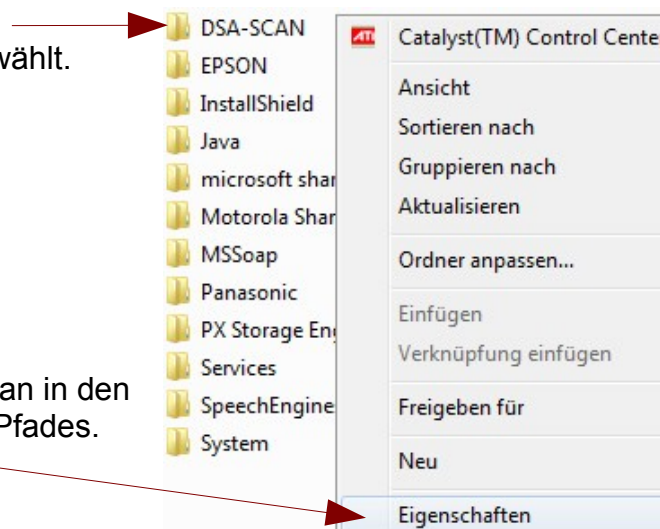 wählt.
an in den
Pfades.
DSA-SCAN
EPSON
InstallShield
Java
microsoft shar
Motorola Shar
MSSoap
Panasonic
PX Storage Eng
Services
SpeechEngine
System
ATI Catalyst(TM) Control Cente
Ansicht
Sortieren nach
Gruppieren nach
Aktualisieren
Ordner anpassen...
Einfügen
Verknüpfung einfügen
Freigeben für
Neu
Eigenschaften